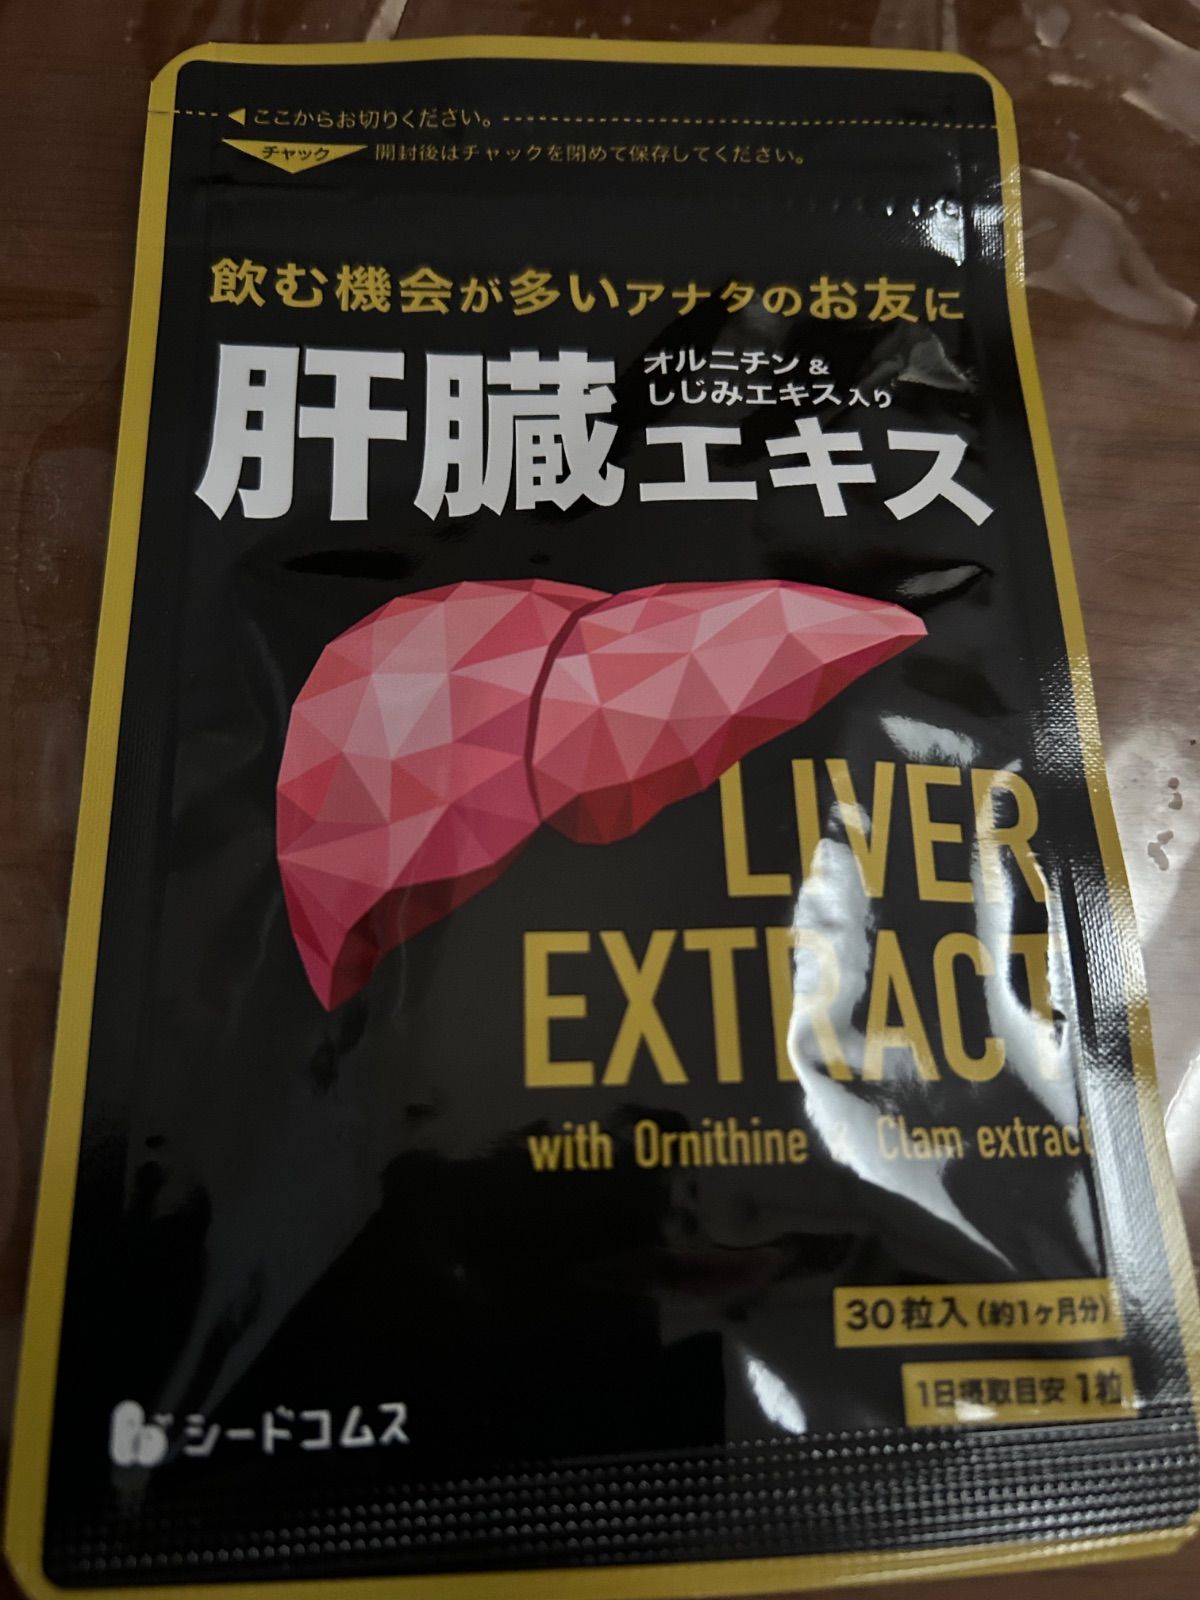 ここからお切りください。
チャック 開封後はチャックを閉めて保存してください。
飲む機会が多いアナタのお友に
オルニチン&
しじみエキス入り
肝臓エキス
LIVER
EXTRACT
with Ornithine & Clam extract
30粒入(約1ヶ月分)
1日摂取目安 1粒
シードコムス